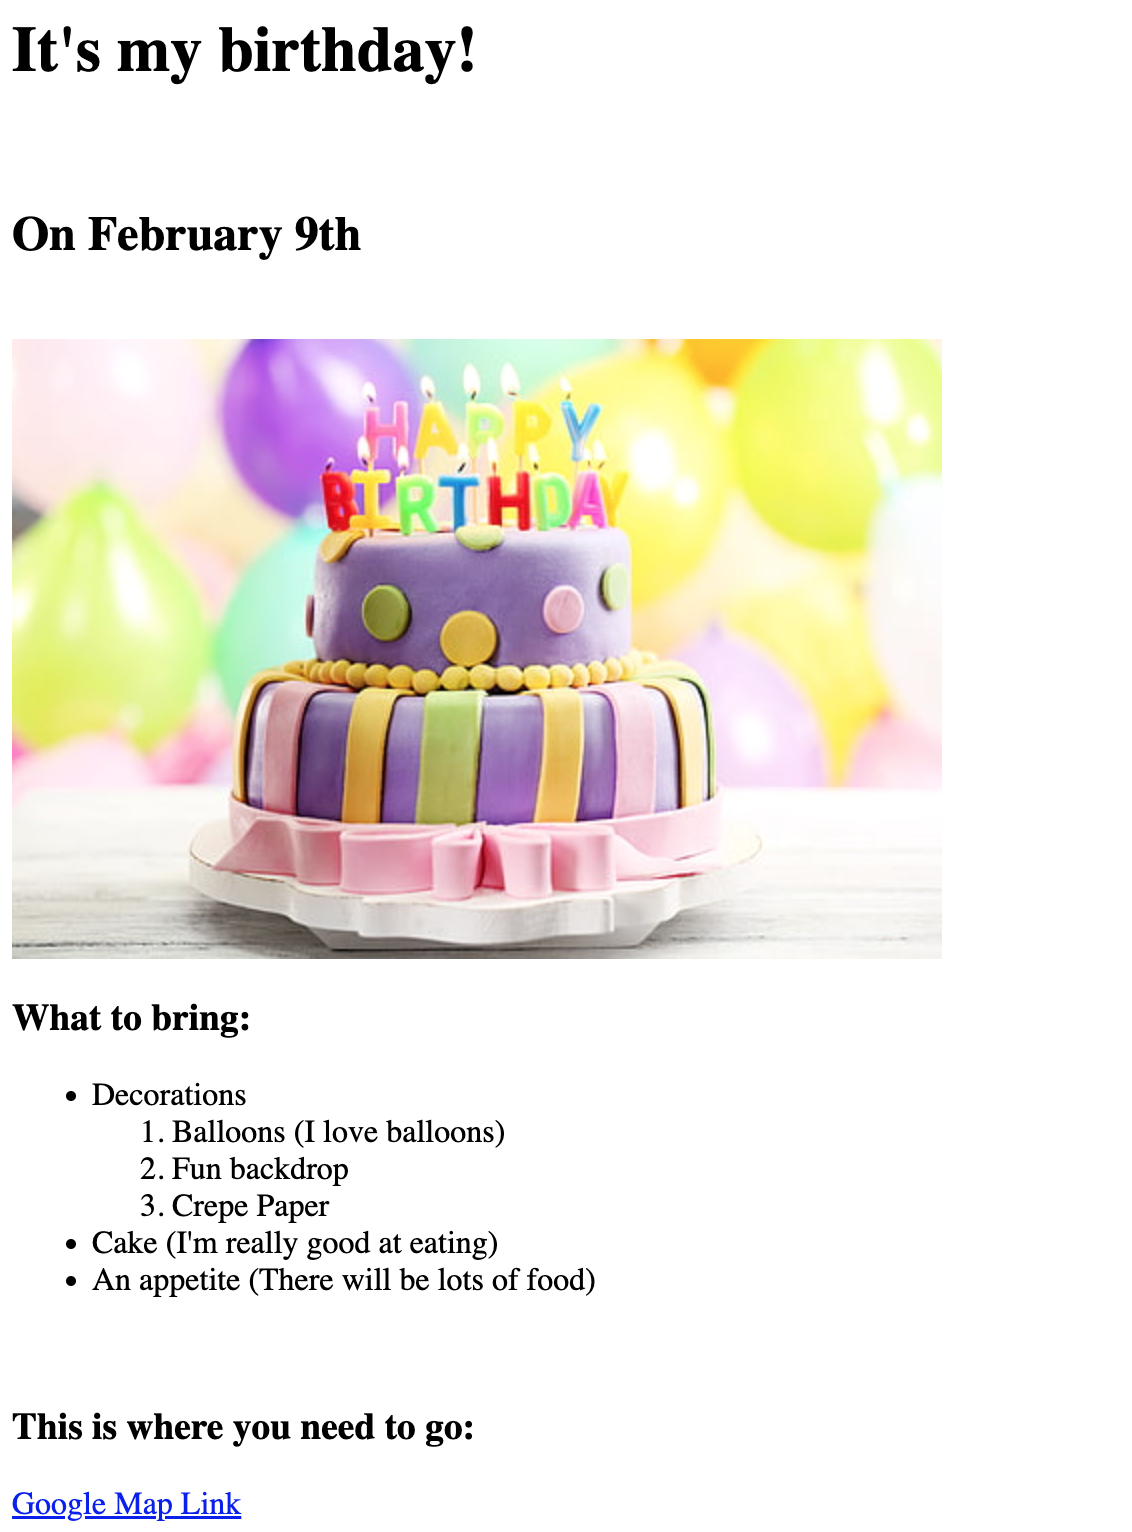 It's my birthday!
On February 9th
HAPPY
BIRTHDAY
What to bring:
• Decorations
1. Balloons (I love balloons)
2. Fun backdrop
3. Crepe Paper
• Cake (I'm really good at eating)
• An appetite (There will be lots of food)
This is where you need to go:
Google Map Link